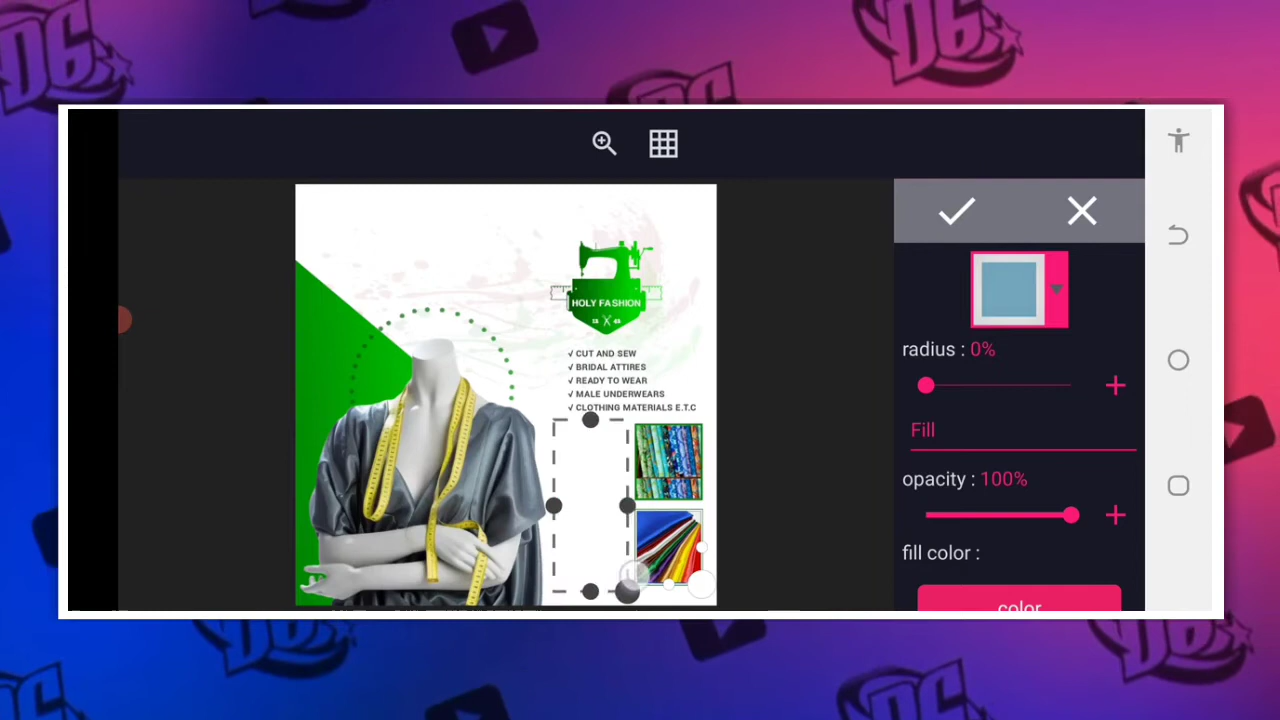 HOLY FASHION
√ CUT AND SEW
√ BRIDAL ATTIRES
√ READY TO WEAR
√ MALE UNDERWEARS
√ CLOTHING MATERIALS E.T.C
radius : 0%
Fill
opacity : 100%
fill color :
color